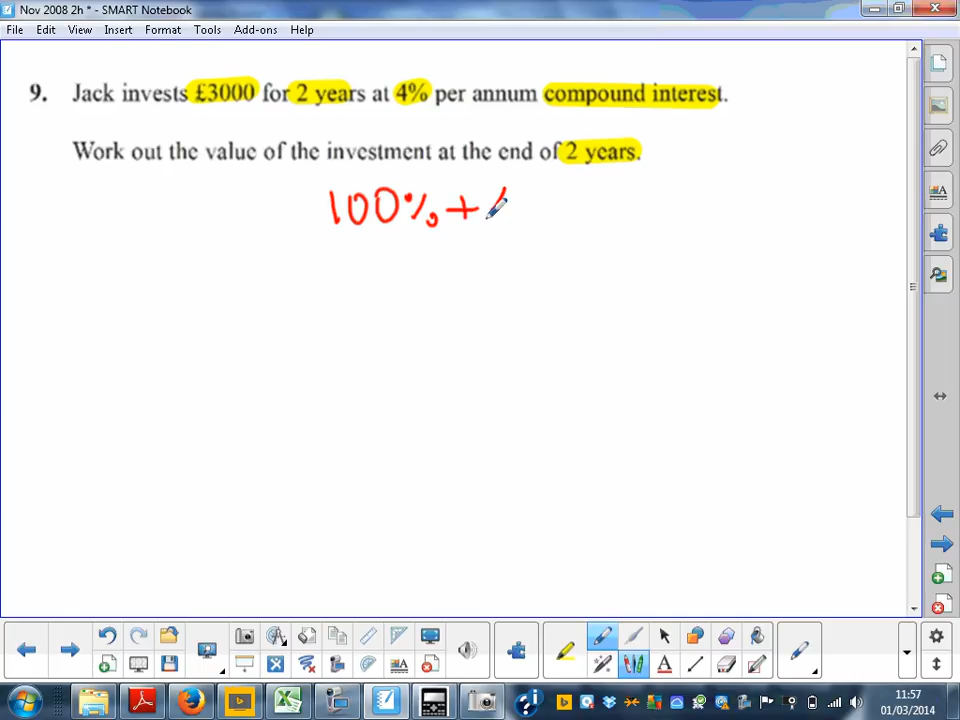 Nov 2008 2h * - SMART Notebook
File Edit View Insert Format Tools Add-ons Help
9. Jack invests £3000 for 2 years at 4% per annum compound interest.
Work out the value of the investment at the end of 2 years.
100% +
11:57
01/03/2014